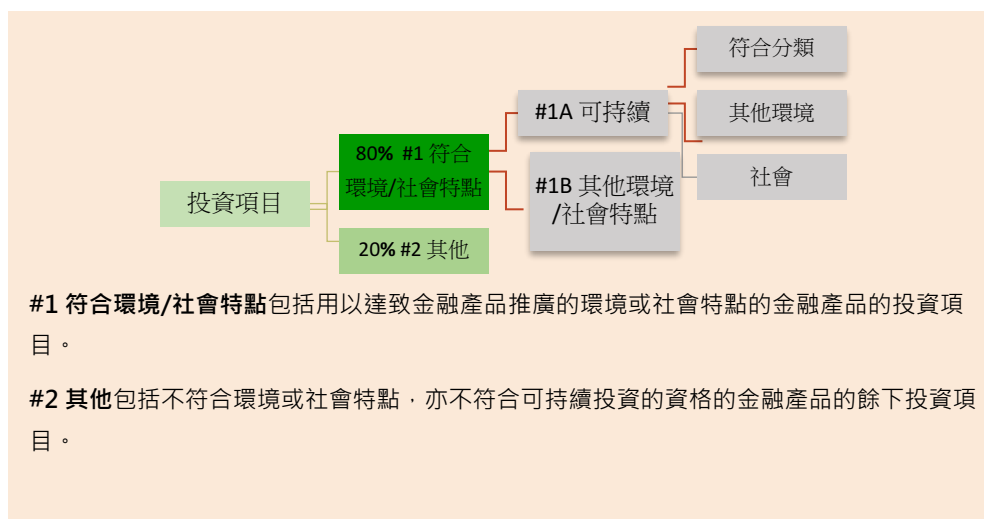 符合分類
#1A 可持續
其他環境
80% #1 符合
環境/社會特點
社會
#1B 其他環境
/社會特點
投資項目
20% #2 其他
#1 符合環境/社會特點包括用以達致金融產品推廣的環境或社會特點的金融產品的投資項
目。
#2 其他包括不符合環境或社會特點，亦不符合可持續投資的資格的金融產品的餘下投資項
目。